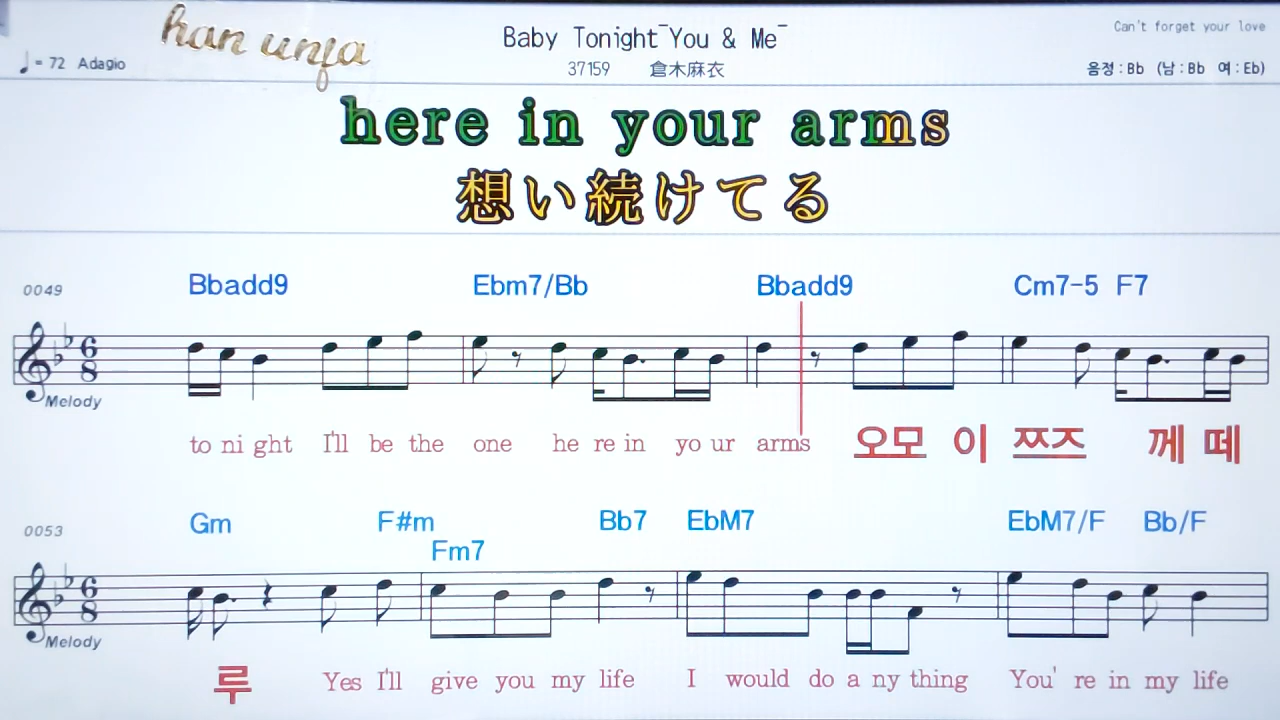 han unja
Baby Tonight‾You & Me‾
Can't forget your love
♩= 72 Adagio
37159 倉木麻衣
음정:Bb (남:Bb 여:Eb)
here in your arms
想い続けてる
0049 Bbadd9 Ebm7/Bb Bbadd9 Cm7-5 F7
6 8
Melody
to ni ght I'll be the one he re in yo ur arms 오모 이 쯔즈 께 떼
0053 Gm F#m Bb7 EbM7 EbM7/F Bb/F
Fm7
6 8
Melody
루 Yes I'll give you my life I would do a ny thing You' re in my life